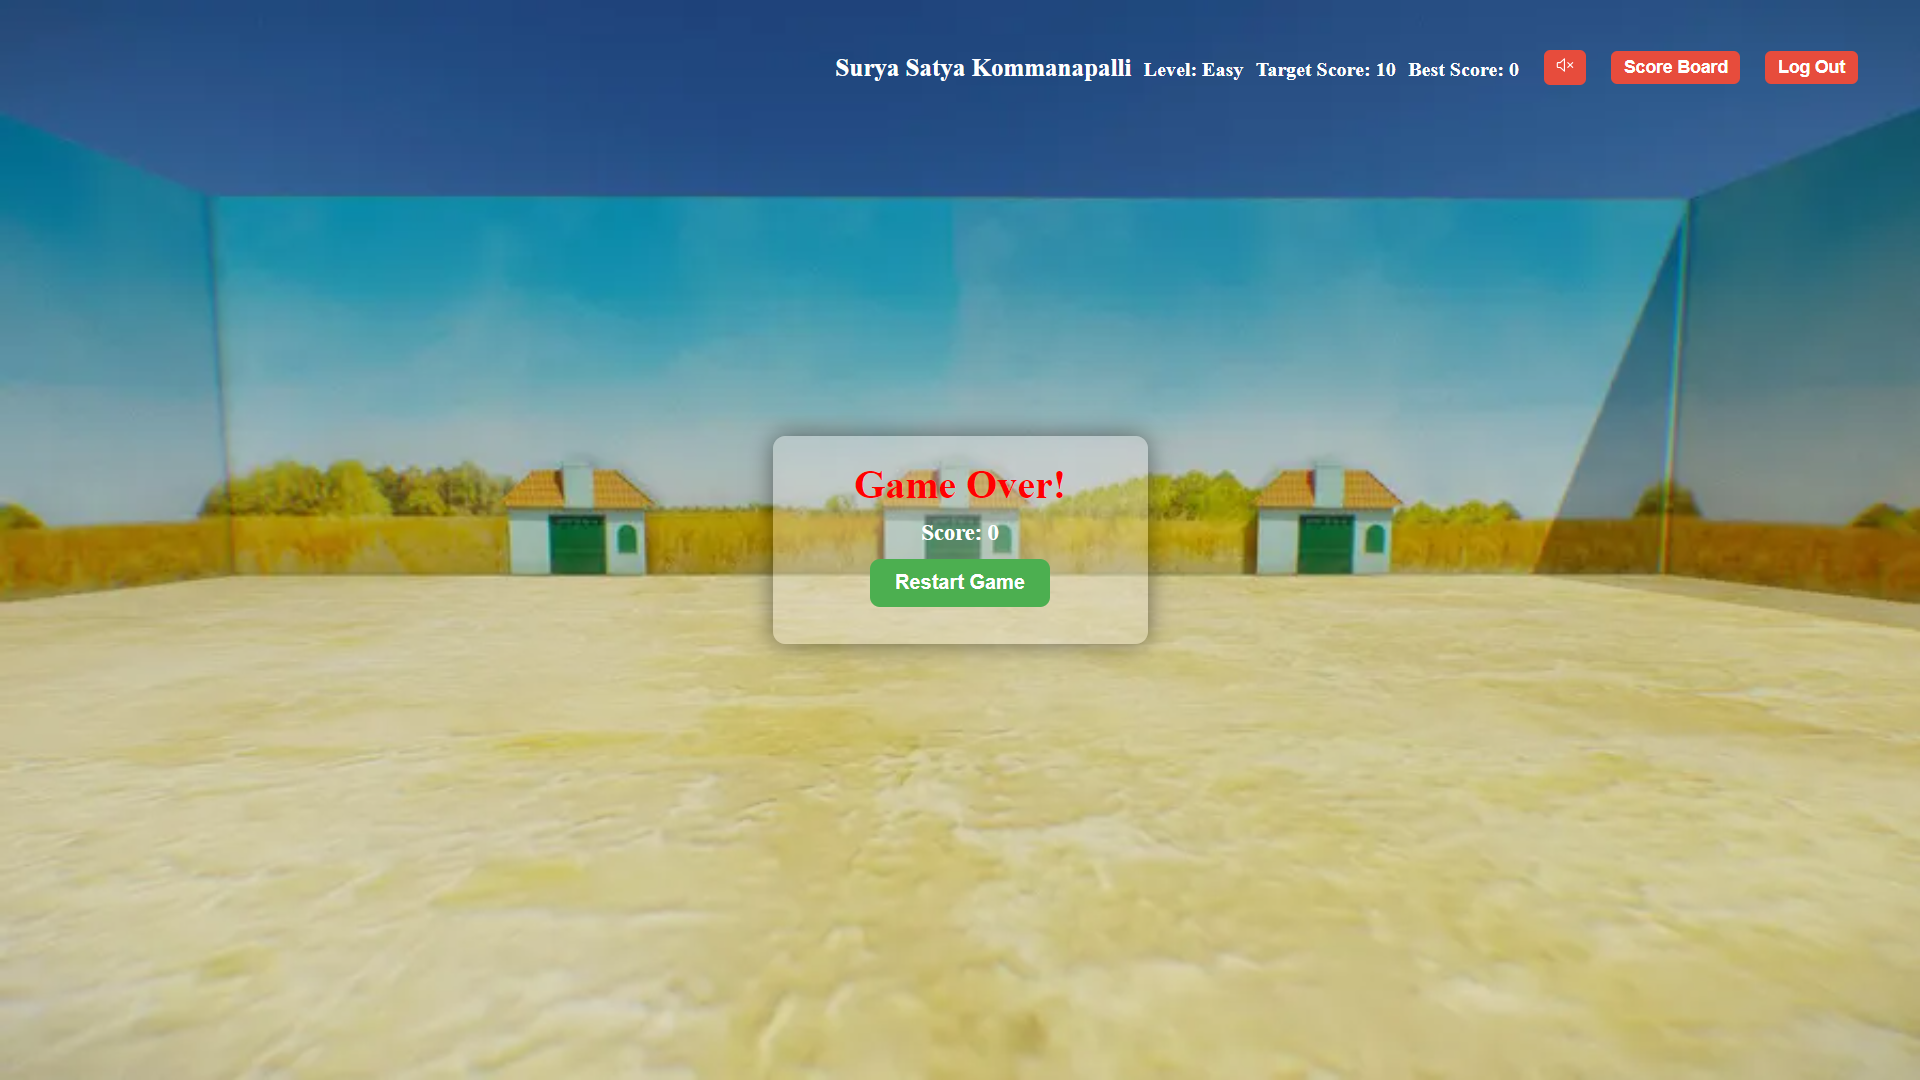 Surya Satya Kommanapalli Level: Easy Target Score: 10 Best Score: 0 Score Board Log Out
Game Over!
Score: 0
Restart Game